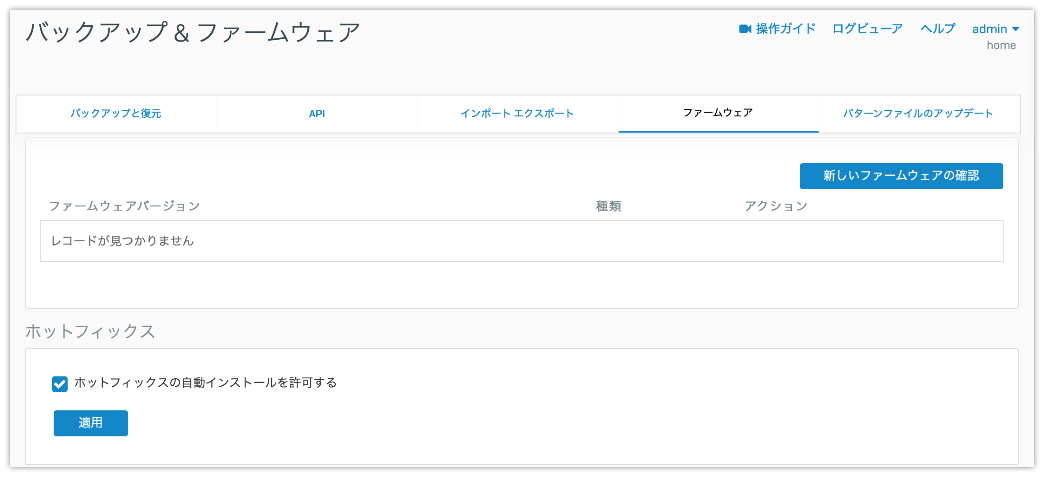 バックアップ & ファームウェア
操作ガイド ログビューア ヘルプ admin
home
バックアップと復元 API インポート エクスポート ファームウェア パターンファイルのアップデート
新しいファームウェアの確認
ファームウェアバージョン 種類 アクション
レコードが見つかりません
ホットフィックス
ホットフィックスの自動インストールを許可する
適用